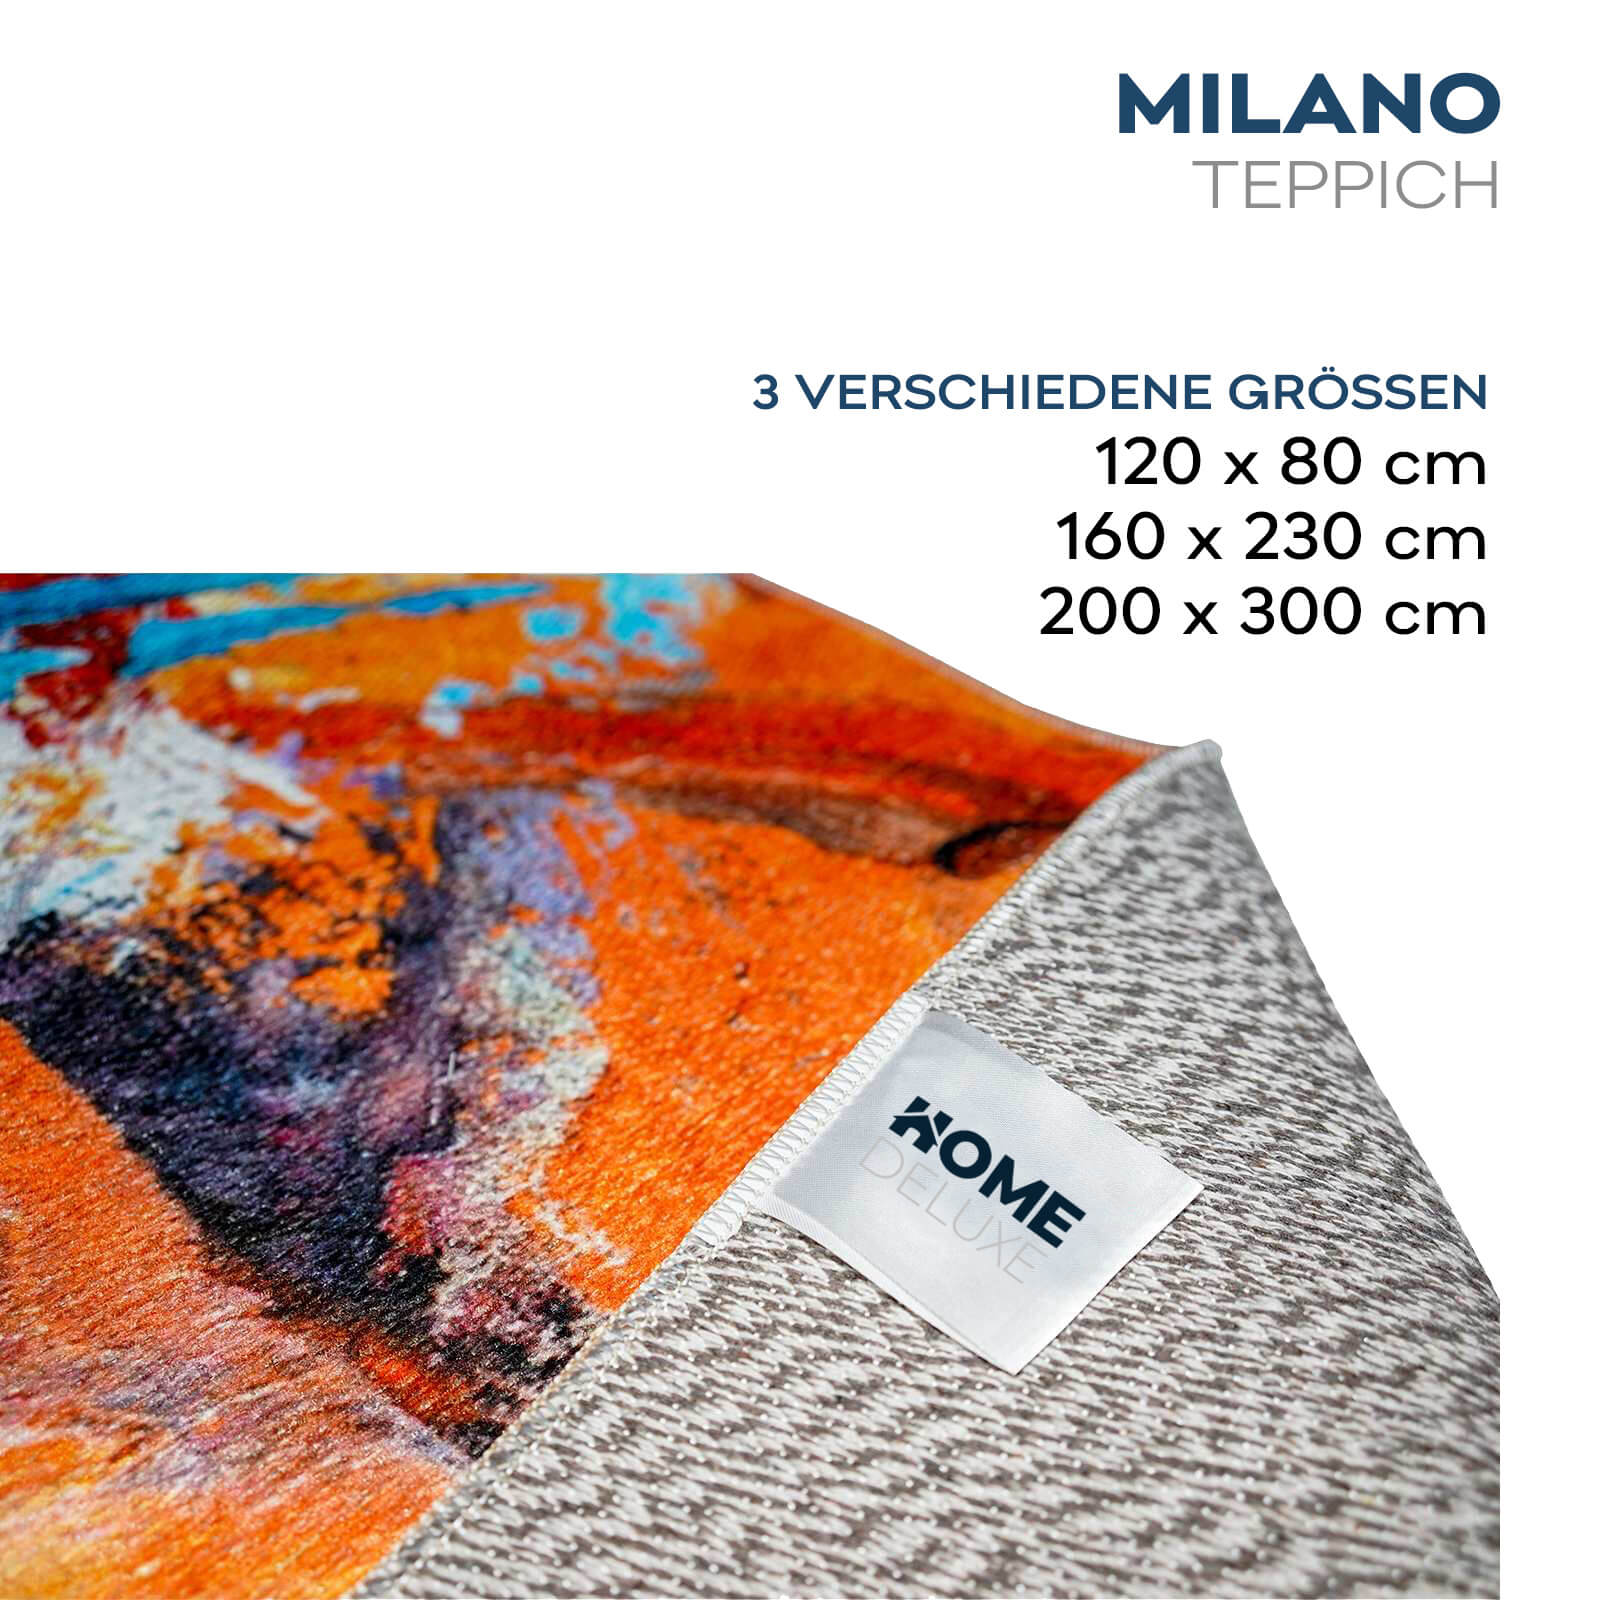 MILANO
TEPPICH
3 VERSCHIEDENE GRÖSSEN
120 x 80 cm
160 x 230 cm
200 x 300 cm
HOME
DELUXE